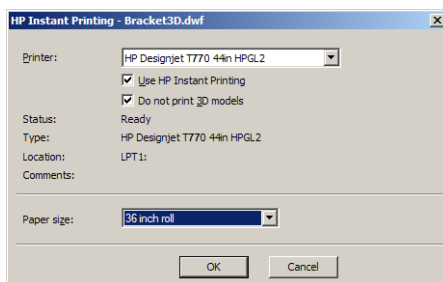 HP Instant Printing - Bracket3D.dwf
Printer: HP Designjet T770 44in HPGL2
Use HP Instant Printing
Do not print 3D models
Status: Ready
Type: HP Designjet T770 44in HPGL2
Location: LPT1:
Comments:
Paper size: 36 inch roll
OK Cancel